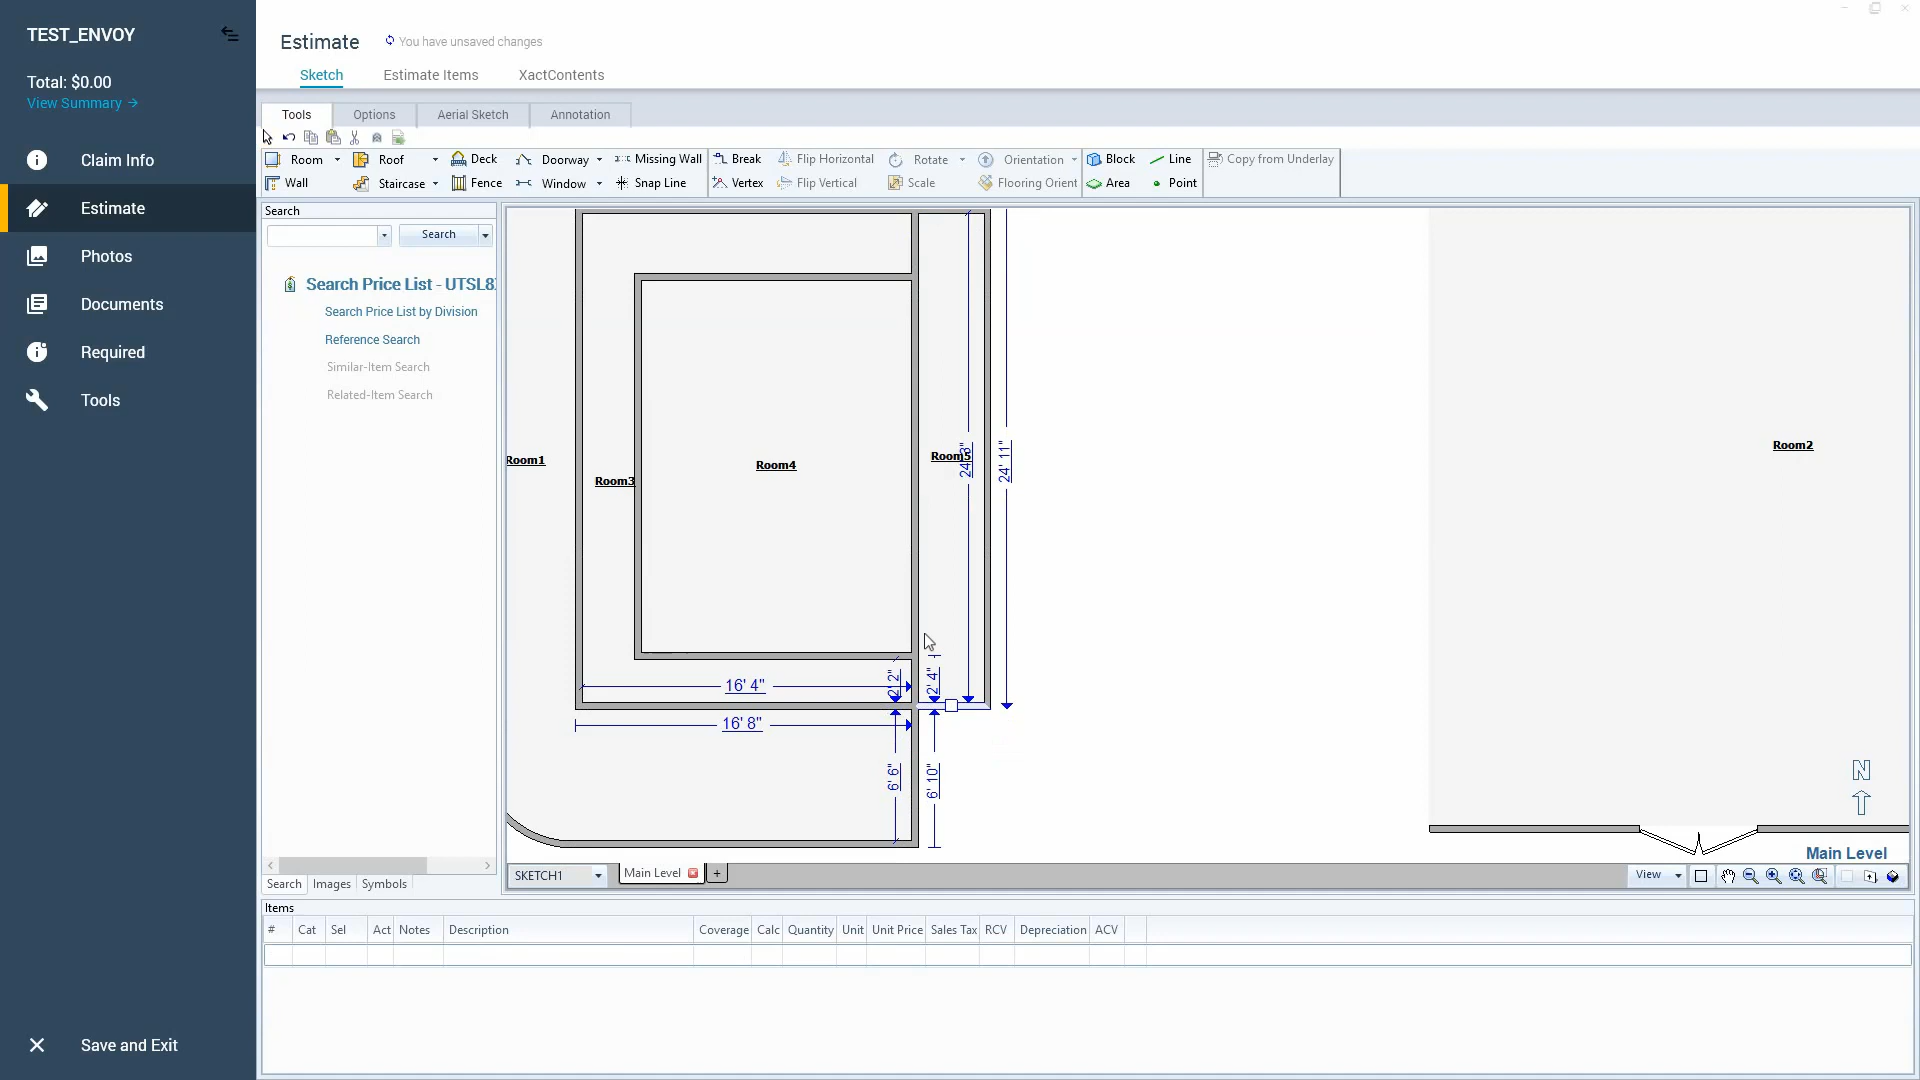 TEST_ENVOY
Total: $0.00
View Summary
Claim Info
Estimate
Photos
Documents
Required
Tools
Save and Exit
Estimate
You have unsaved changes
Sketch Estimate Items XactContents
Tools Options Aerial Sketch Annotation
Room Roof Deck Doorway Missing Wall Break Flip Horizontal Rotate Orientation Block Line Copy from Underlay
Wall Staircase Fence Window Snap Line Vertex Flip Vertical Scale Flooring Orient Area Point
Search
Search
Search Price List - UTSL8
Search Price List by Division
Reference Search
Similar-Item Search
Related-Item Search
Search Images Symbols
Room1
Room3
Room4
Room5
Room2
24' 3"
24' 11"
16' 4"
2' 2"
2' 4"
16' 8"
6' 6"
6' 10"
N
Main Level
SKETCH1 Main Level + View
Items
# Cat Sel Act Notes Description Coverage Calc Quantity Unit Unit Price Sales Tax RCV Depreciation ACV